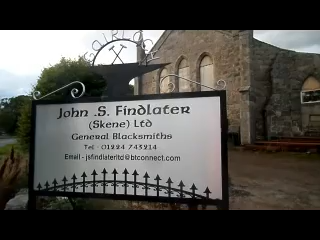 John .S. Findlater
(Skene) Ltd
General Blacksmiths
Tel - 01224 743214
Email - jsfindlaterltd@btconnect.com